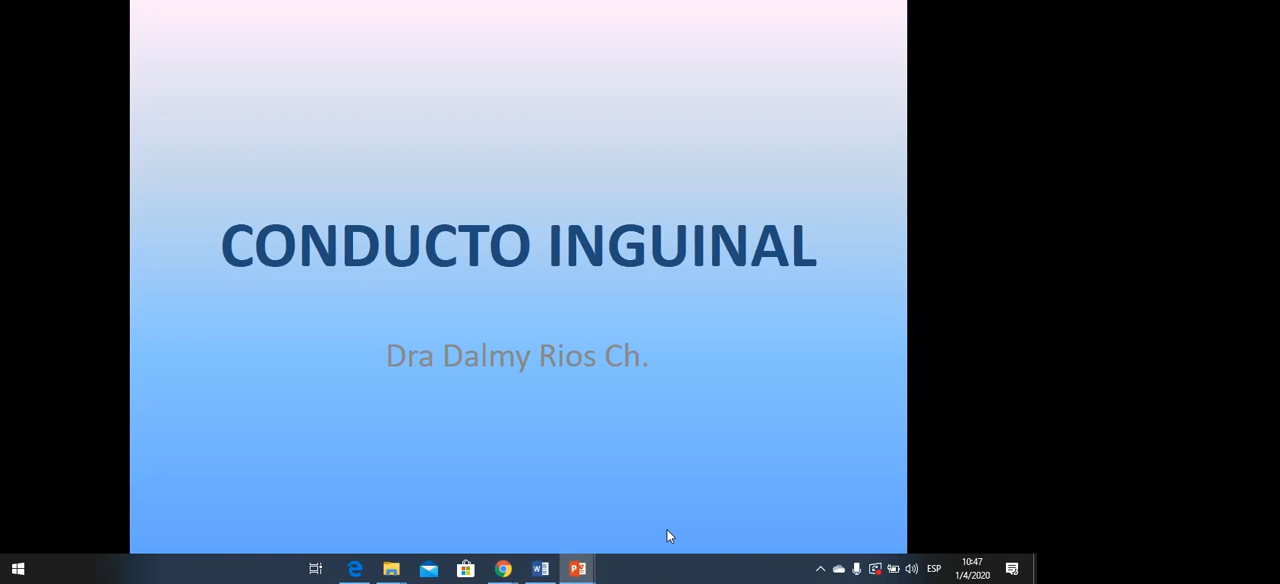 CONDUCTO INGUINAL
Dra Dalmy Rios Ch.
ESP
10:47
1/4/2020